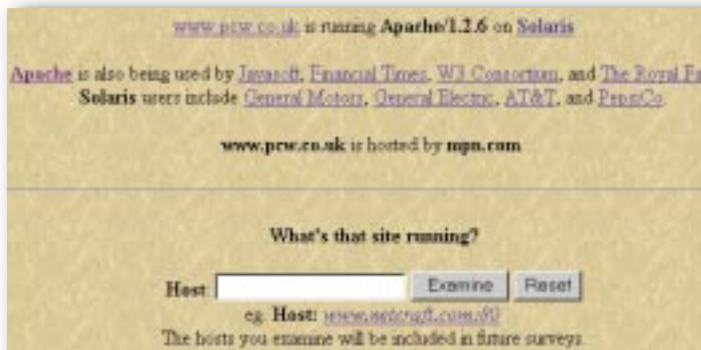 www.pcw.co.uk is running Apache/1.2.6 on Solaris
Apache is also being used by Javasoft, Financial Times, W3 Consortium, and The Royal
Solaris users include General Motors, General Electric, AT&T, and PepsiCo.
www.pcw.co.uk is hosted by mpn.com
What's that site running?
Host: Examine Reset
eg. Host: www.netcraft.com:80
The hosts you examine will be included in future surveys.